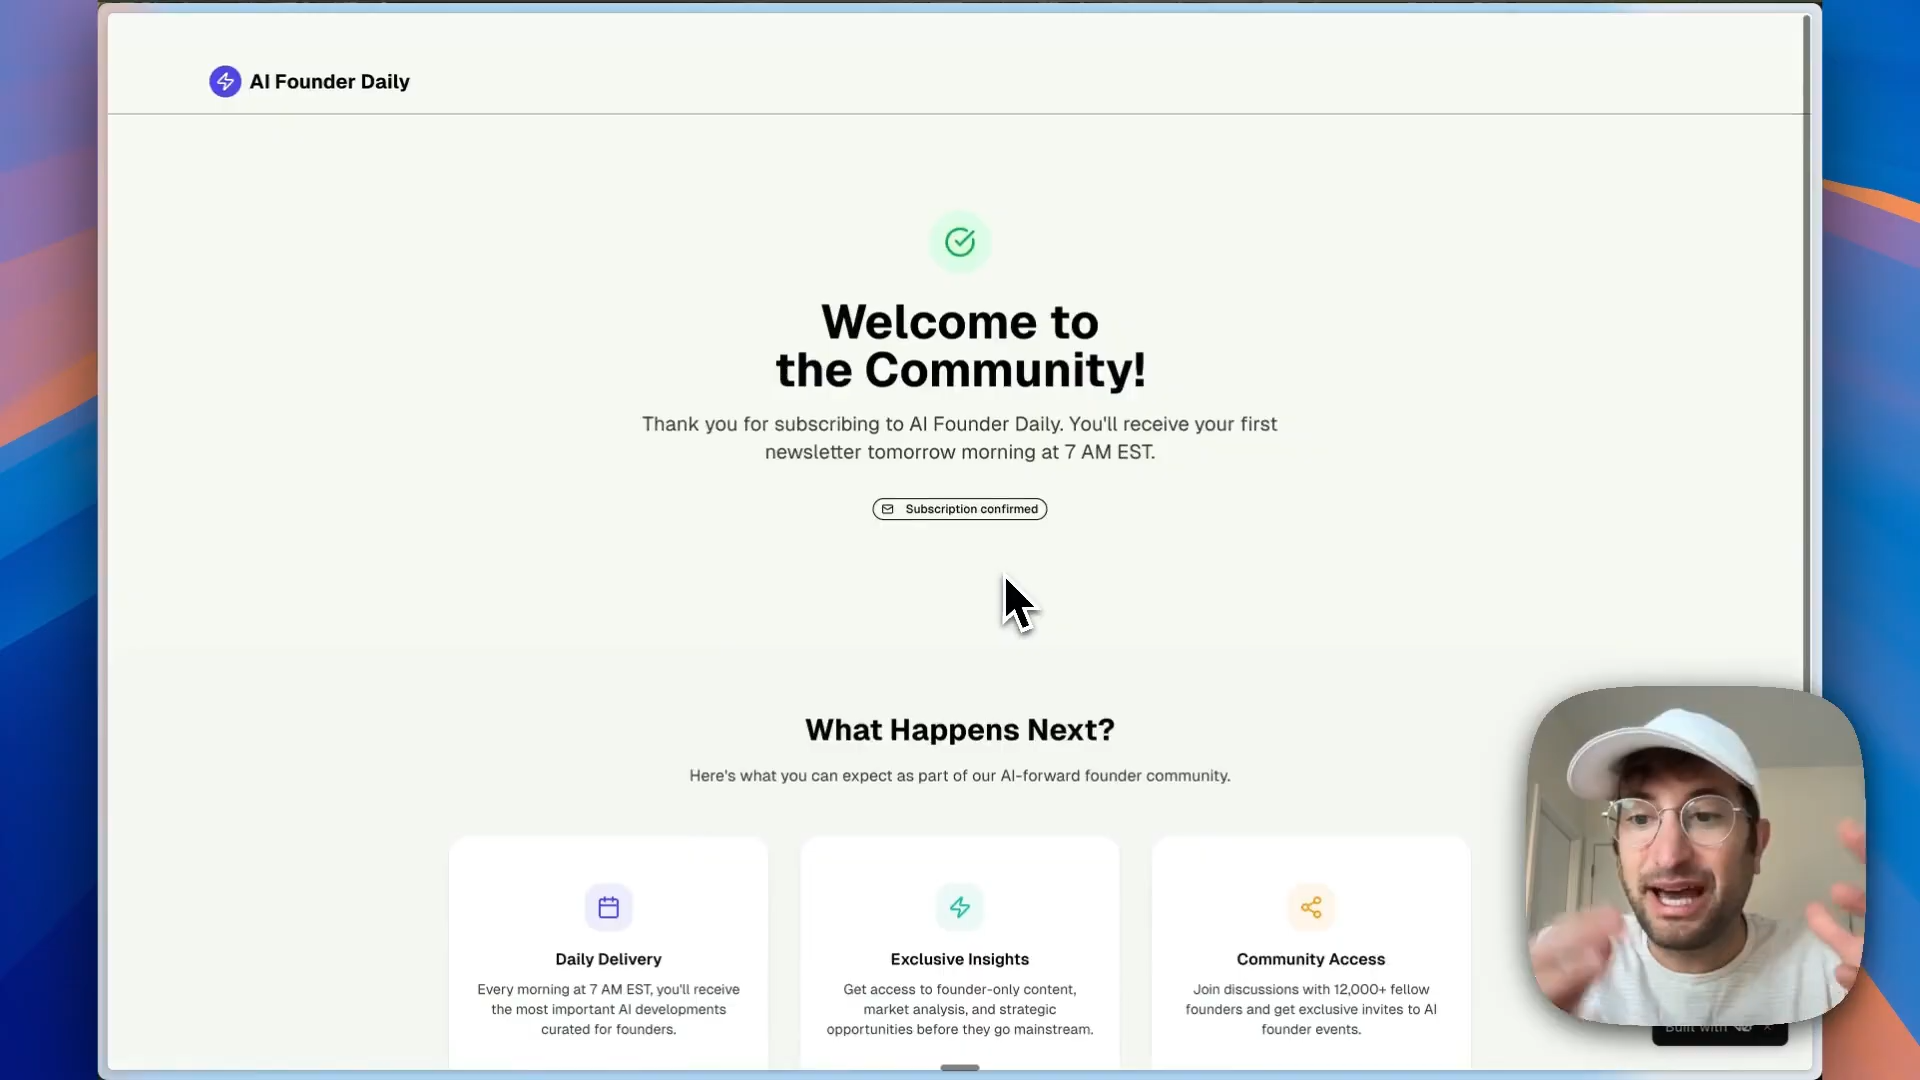 AI Founder Daily
Welcome to
the Community!
Thank you for subscribing to AI Founder Daily. You'll receive your first
newsletter tomorrow morning at 7 AM EST.
Subscription confirmed
What Happens Next?
Here's what you can expect as part of our AI-forward founder community.
Daily Delivery
Every morning at 7 AM EST, you'll receive
the most important AI developments
curated for founders.
Exclusive Insights
Get access to founder-only content,
market analysis, and strategic
opportunities before they go mainstream.
Community Access
Join discussions with 12,000+ fellow
founders and get exclusive invites to AI
founder events.
Built with